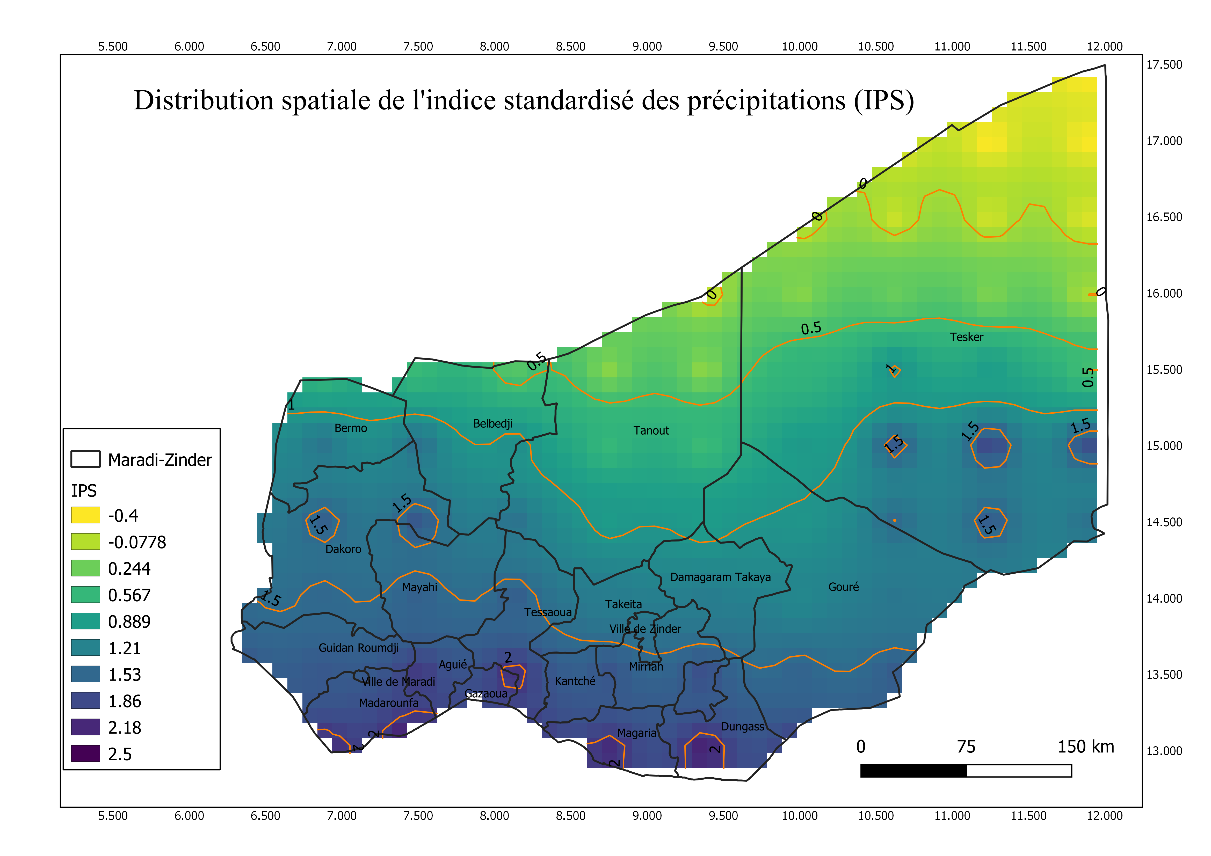 5.500 6.000 6.500 7.000 7.500 8.000 8.500 9.000 9.500 10.000 10.500 11.000 11.500 12.000
17.500
Distribution spatiale de l'indice standardisé des précipitations (IPS)
17.000
0
0
16.500
0
0
16.000
0.5
Tesker
0.5
1
0.5
15.500
1
Bermo
Belbedji
Tanout
1.5
1.5
1.5
15.000
Maradi-Zinder
IPS
-0.4
-0.0778
0.244
0.567
0.889
1.21
1.53
1.86
2.18
2.5
1.5
1.5
1.5
14.500
Dakoro
Mayahi
Damagaram Takaya
Gouré
1.5
Tessaoua
Takeita
14.000
Ville de Zinder
Guidan Roumdji
Aguié
2
Mirriah
Ville de Maradi
Kantché
13.500
Gazaoua
Madarounfa
2
2
Magaria
Dungass
2
2
13.000
0 75 150 km
5.500 6.000 6.500 7.000 7.500 8.000 8.500 9.000 9.500 10.000 10.500 11.000 11.500 12.000